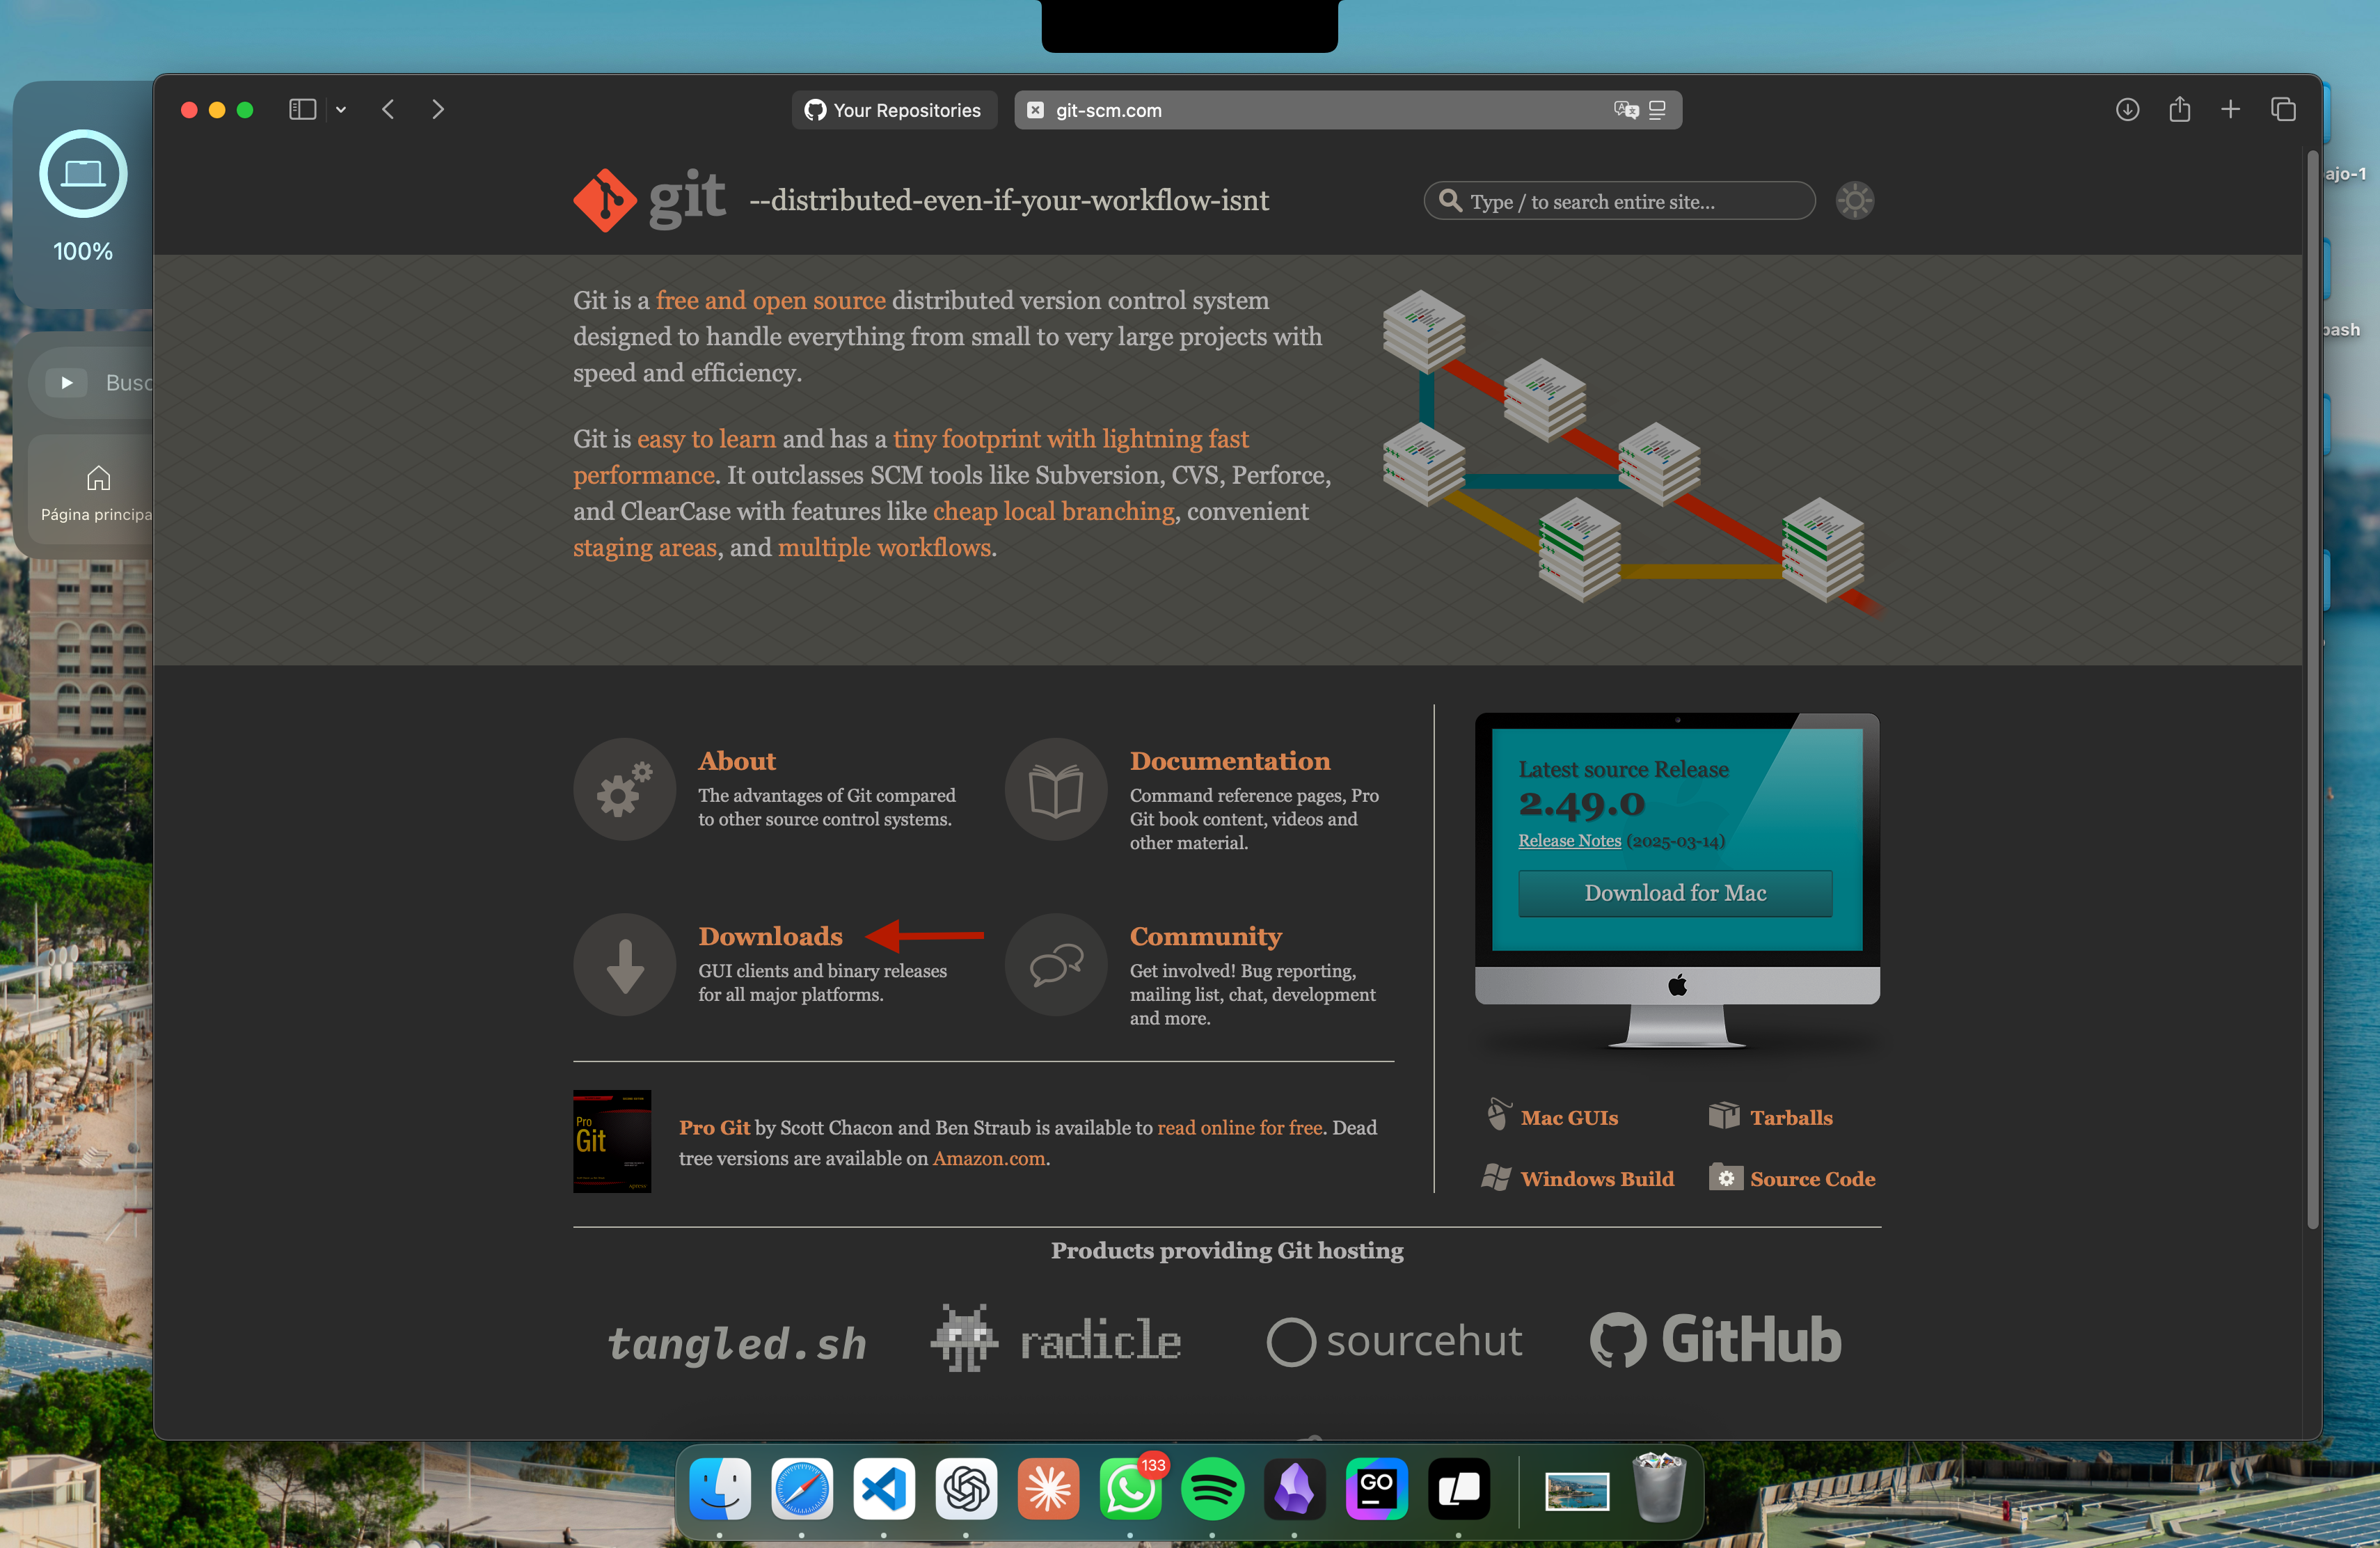 Your Repositories
git-scm.com
ajo-1
100%
git --distributed-even-if-your-workflow-isnt
Type / to search entire site...
Git is a free and open source distributed version control system
designed to handle everything from small to very large projects with
speed and efficiency.
bash
Busc
Git is easy to learn and has a tiny footprint with lightning fast
performance. It outclasses SCM tools like Subversion, CVS, Perforce,
and ClearCase with features like cheap local branching, convenient
staging areas, and multiple workflows.
Página principa
About
The advantages of Git compared
to other source control systems.
Documentation
Command reference pages, Pro
Git book content, videos and
other material.
Downloads
GUI clients and binary releases
for all major platforms.
Community
Get involved! Bug reporting,
mailing list, chat, development
and more.
Latest source Release
2.49.0
Release Notes (2025-03-14)
Download for Mac
Pro
Git
Pro Git by Scott Chacon and Ben Straub is available to read online for free. Dead
tree versions are available on Amazon.com.
Mac GUIs
Tarballs
Windows Build
Source Code
Products providing Git hosting
tangled.sh
radicle
sourcehut
GitHub
133
GO